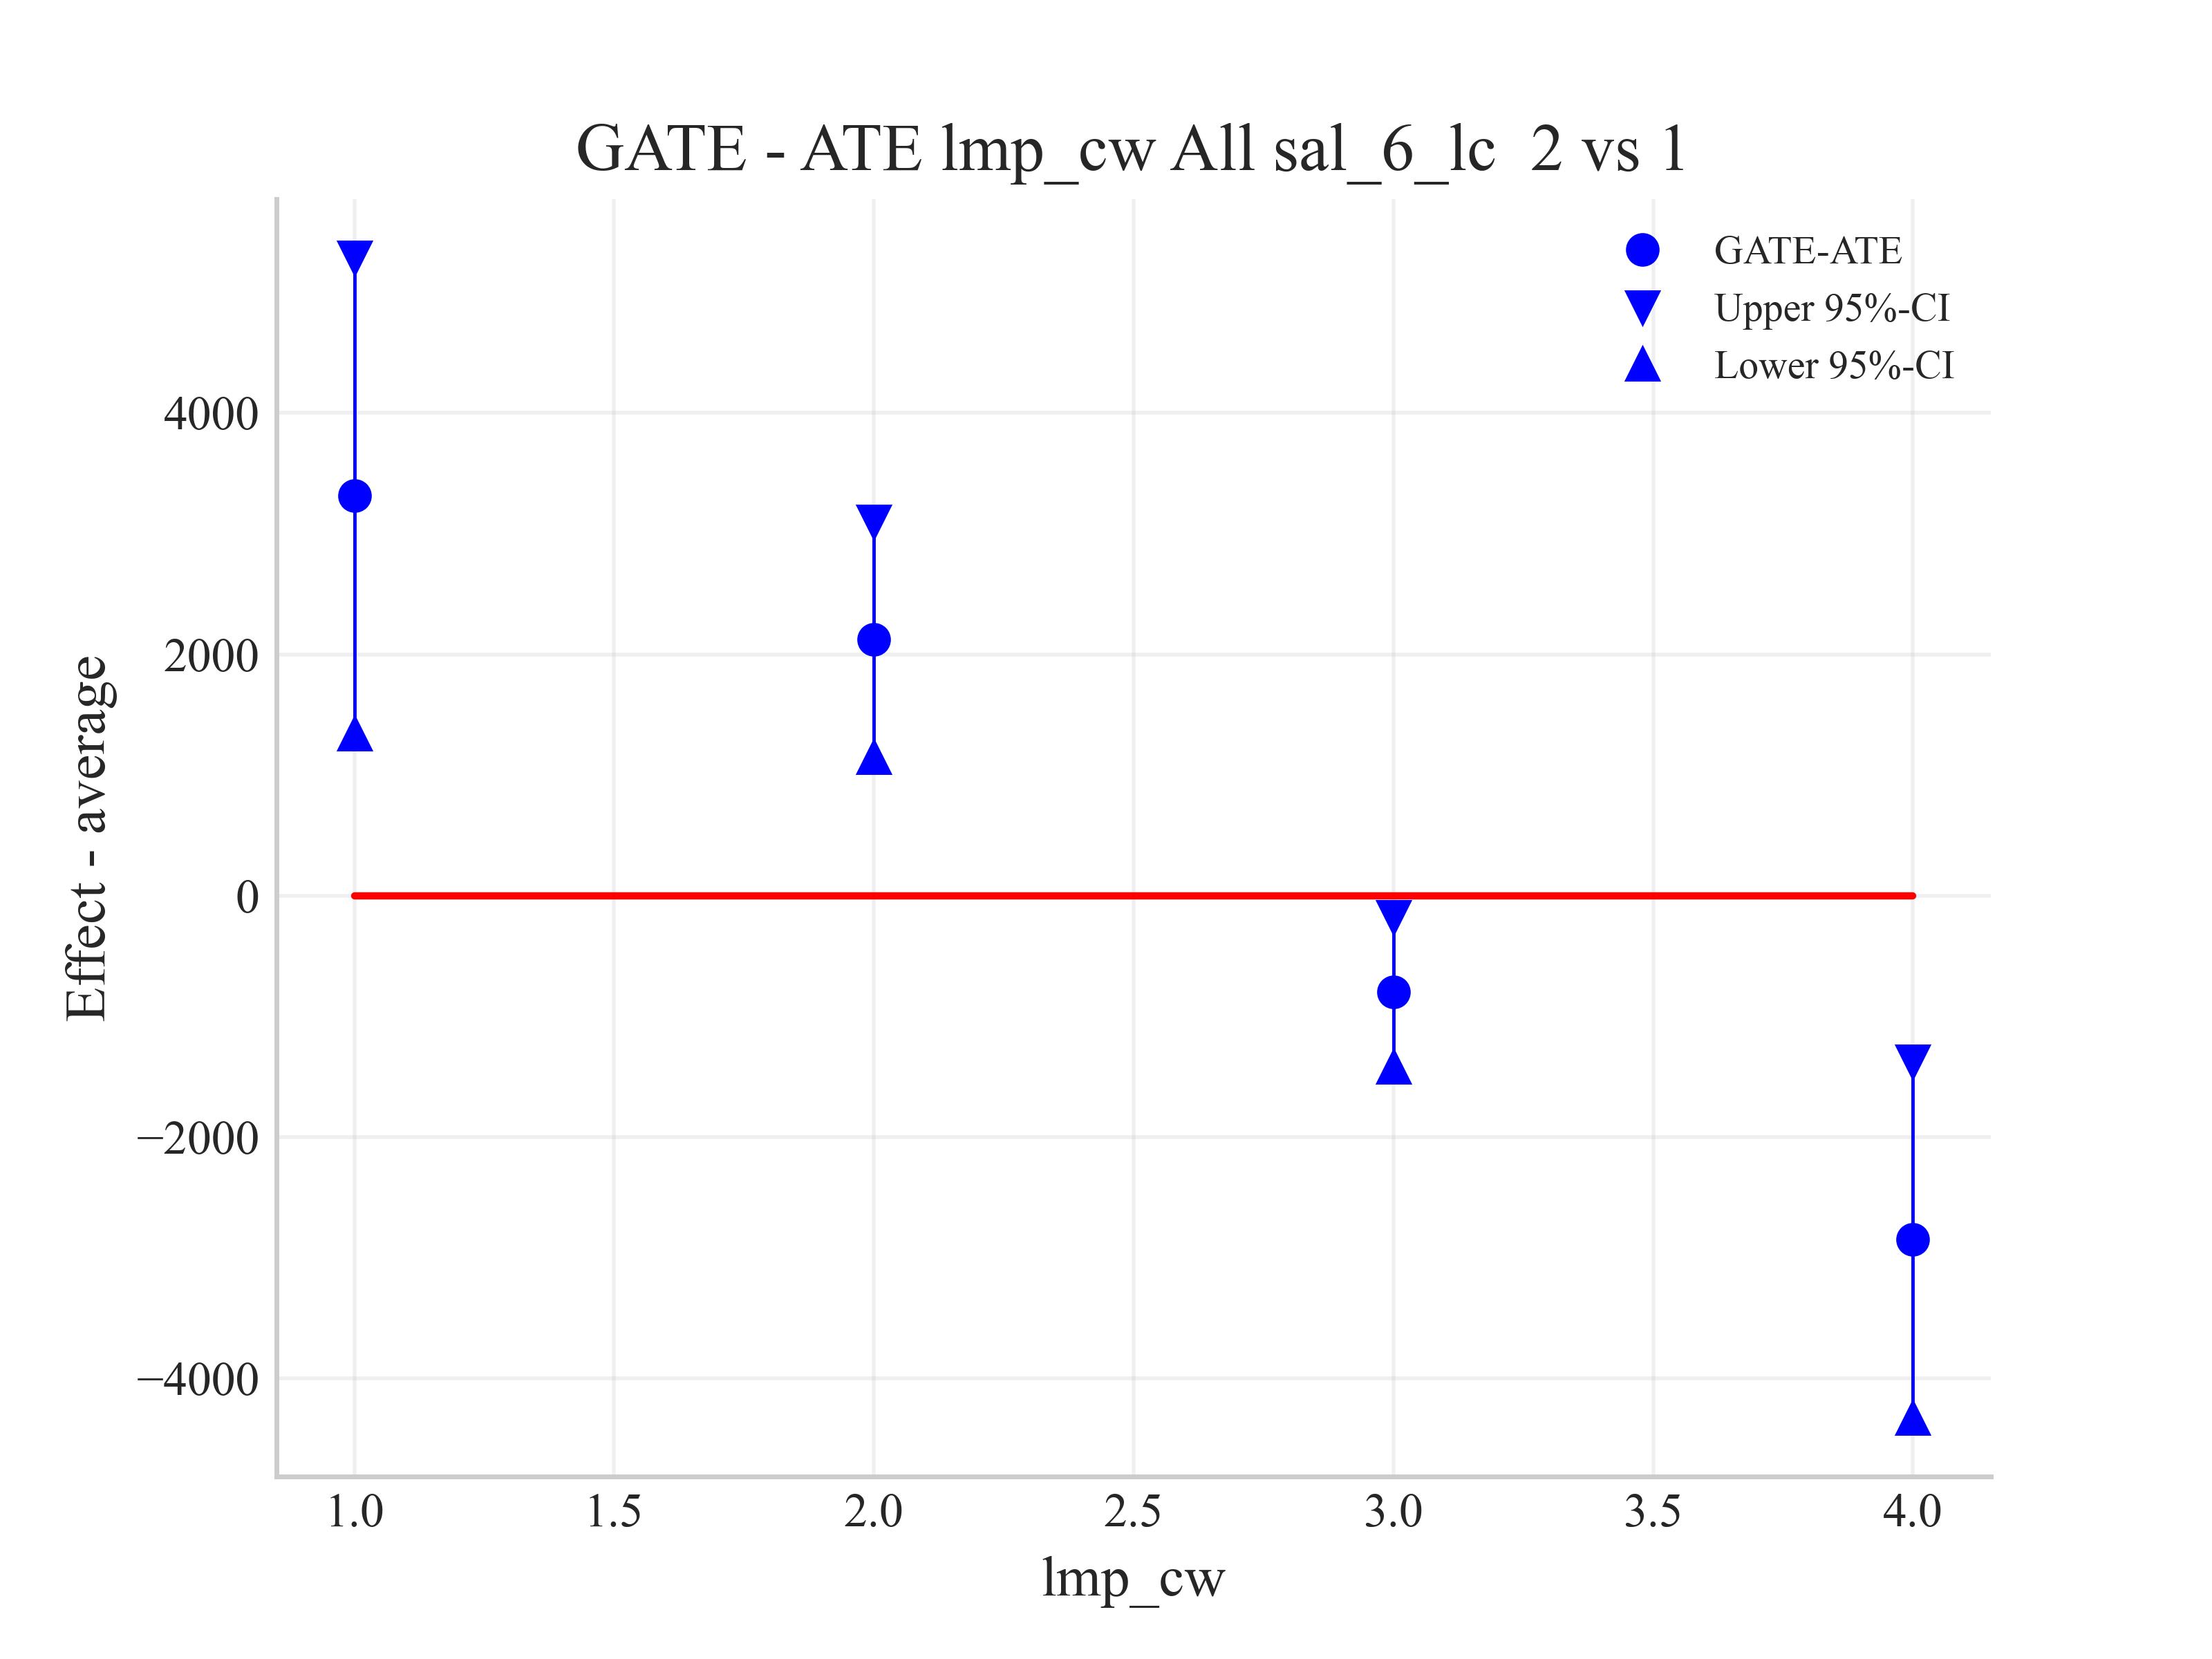 GATE - ATE lmp_cw All sal_6_lc  2 vs 1
GATE-ATE
Upper 95%-CI
Lower 95%-CI
Effect - average
4000
2000
0
−2000
−4000
1.0 1.5 2.0 2.5 3.0 3.5 4.0
lmp_cw